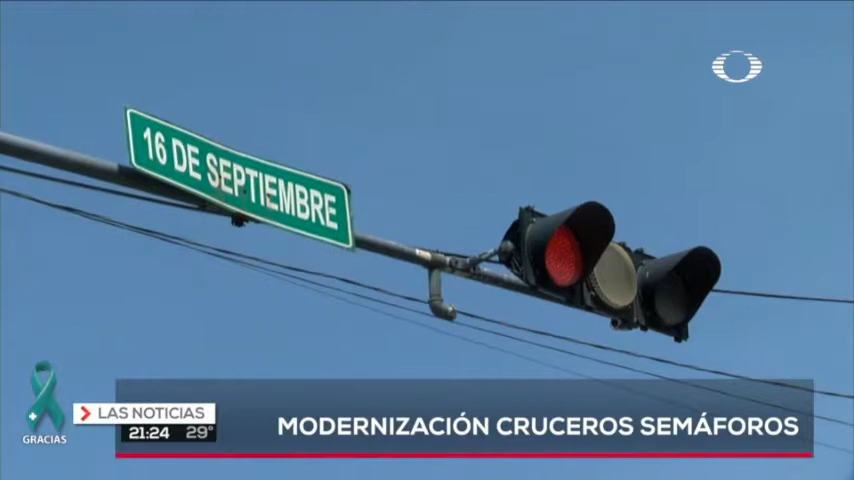 16 DE SEPTIEMBRE
GRACIAS
LAS NOTICIAS
21:24 29°
MODERNIZACIÓN CRUCEROS SEMÁFOROS